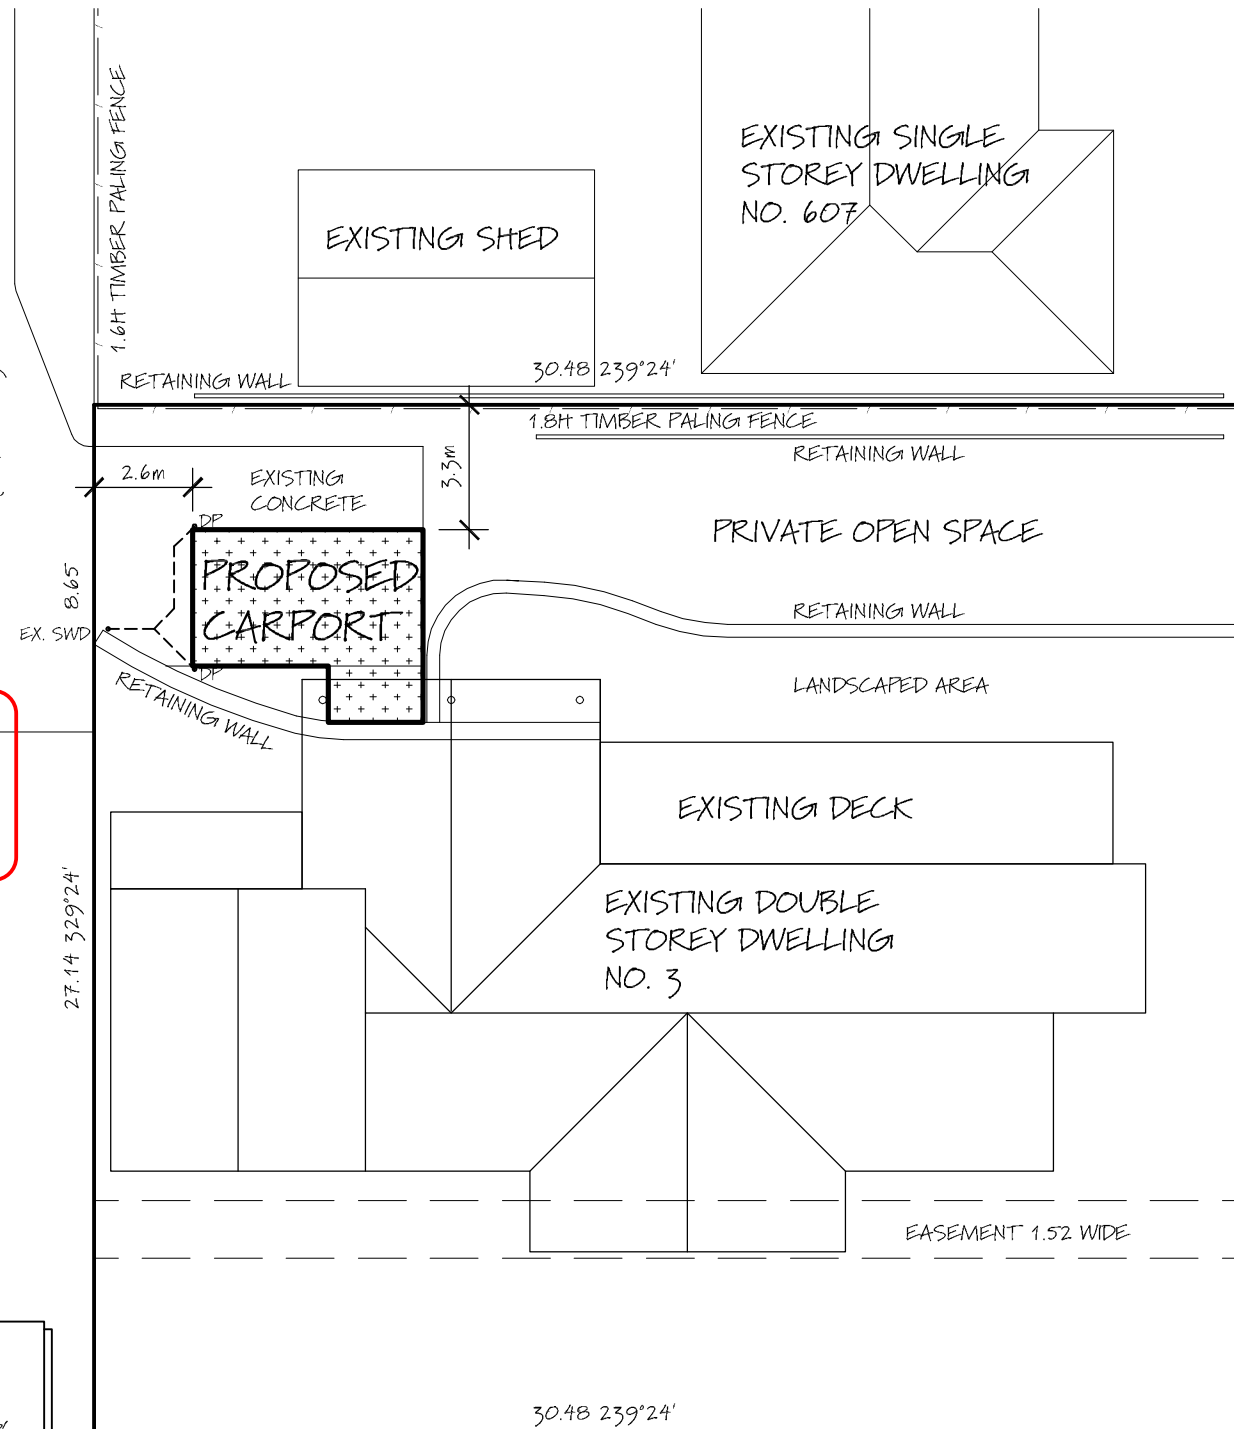 1.6H TIMBER PALING FENCE
EXISTING SINGLE
STOREY DWELLING
NO. 607
EXISTING SHED
30.48 239°24'
RETAINING WALL
1.8H TIMBER PALING FENCE
RETAINING WALL
2.6m
EXISTING
CONCRETE
3.3m
DP
PRIVATE OPEN SPACE
PROPOSED
CARPORT
8.65
RETAINING WALL
EX. SWD
DP
RETAINING WALL
LANDSCAPED AREA
EXISTING DECK
EXISTING DOUBLE
STOREY DWELLING
NO. 3
27.14 329°24'
EASEMENT 1.52 WIDE
30.48 239°24'